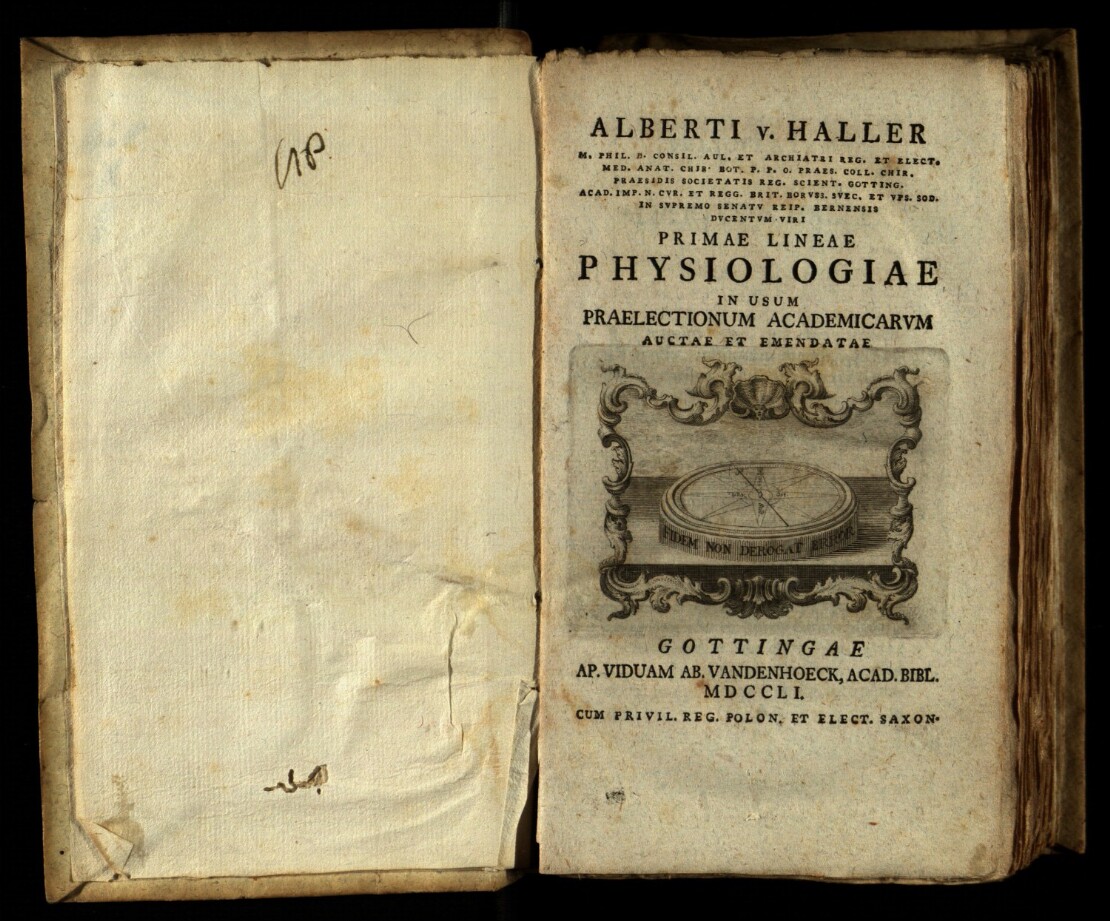 ALBERTI v. HALLER
M. PHIL. D. CONSIL. AUL. ET ARCHIATRI REG. ET ELECT.
MED. ANAT. CHIR. BOT. P. P. O. PRAES. COLL. CHIR.
PRAESIDIS SOCIETATIS REG. SCIENT. GOTTING.
ACAD. IMP. N. CVR. ET REGG. BRIT. BORVSS. SVEC. ET VPS. SOD.
IN SVPREMO SENATV REIP. BERNENSIS
DVCENTVM-VIRI
PRIMAE LINEAE
PHYSIOLOGIAE
IN USUM
PRAELECTIONUM ACADEMICARVM
AUCTAE ET EMENDATAE
FIDEM NON DEROGAT ERROR
GOTTINGAE
AP. VIDUAM AB. VANDENHOECK, ACAD. BIBL.
MDCCLI.
CUM PRIVIL. REG. POLON. ET ELECT. SAXON.